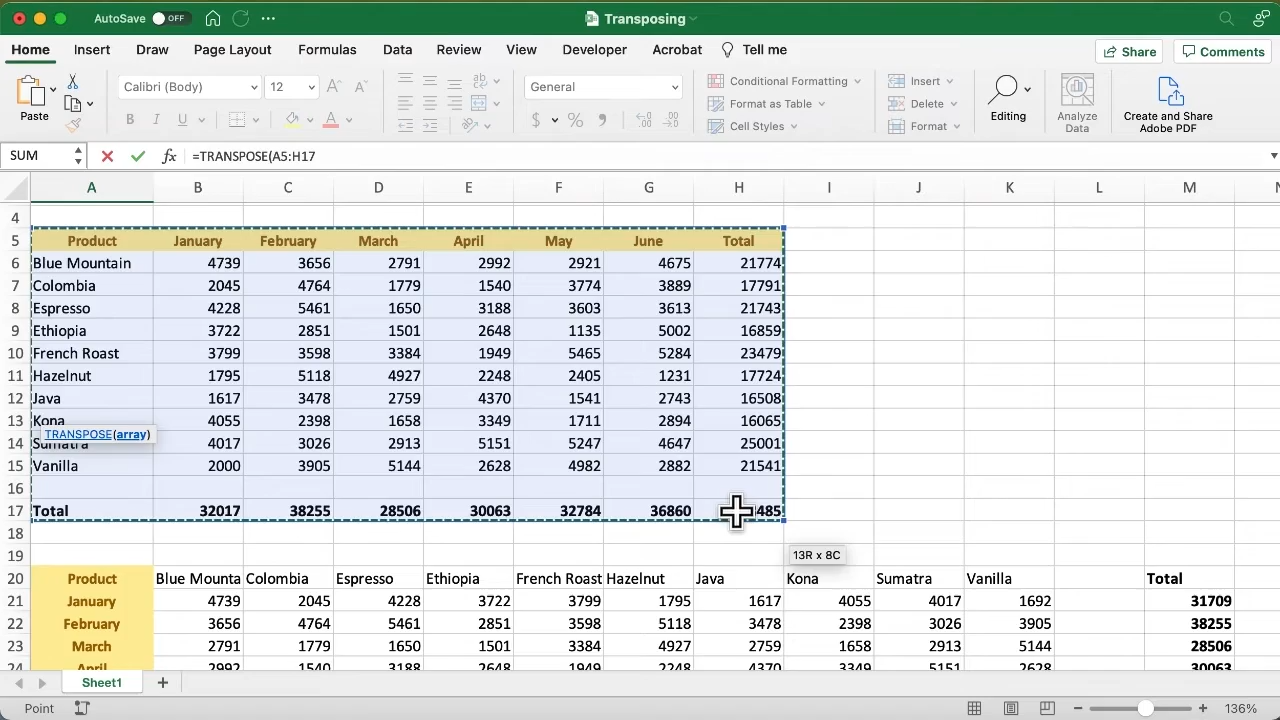 AutoSave OFF Transposing
Home Insert Draw Page Layout Formulas Data Review View Developer Acrobat Tell me Share Comments
Paste Calibri (Body) 12 General Conditional Formatting Format as Table Cell Styles Insert Delete Format Editing Analyze Data Create and Share Adobe PDF
SUM fx =TRANSPOSE(A5:H17
A B C D E F G H I J K L M
4
5 Product January February March April May June Total
6 Blue Mountain 4739 3656 2791 2992 2921 4675 21774
7 Colombia 2045 4764 1779 1540 3774 3889 17791
8 Espresso 4228 5461 1650 3188 3603 3613 21743
9 Ethiopia 3722 2851 1501 2648 1135 5002 16859
10 French Roast 3799 3598 3384 1949 5465 5284 23479
11 Hazelnut 1795 5118 4927 2248 2405 1231 17724
12 Java 1617 3478 2759 4370 1541 2743 16508
13 Kona 4055 2398 1658 3349 1711 2894 16065
TRANSPOSE(array)
14 Sumatra 4017 3026 2913 5151 5247 4647 25001
15 Vanilla 2000 3905 5144 2628 4982 2882 21541
16
17 Total 32017 38255 28506 30063 32784 36860 485
18
19 13R x 8C
20 Product Blue Mounta Colombia Espresso Ethiopia French Roast Hazelnut Java Kona Sumatra Vanilla Total
21 January 4739 2045 4228 3722 3799 1795 1617 4055 4017 1692 31709
22 February 3656 4764 5461 2851 3598 5118 3478 2398 3026 3905 38255
23 March 2791 1779 1650 1501 3384 4927 2759 1658 2913 5144 28506
24 April 2992 1540 3188 2648 1949 2248 4370 3349 5151 2628 30063
Sheet1
Point 136%